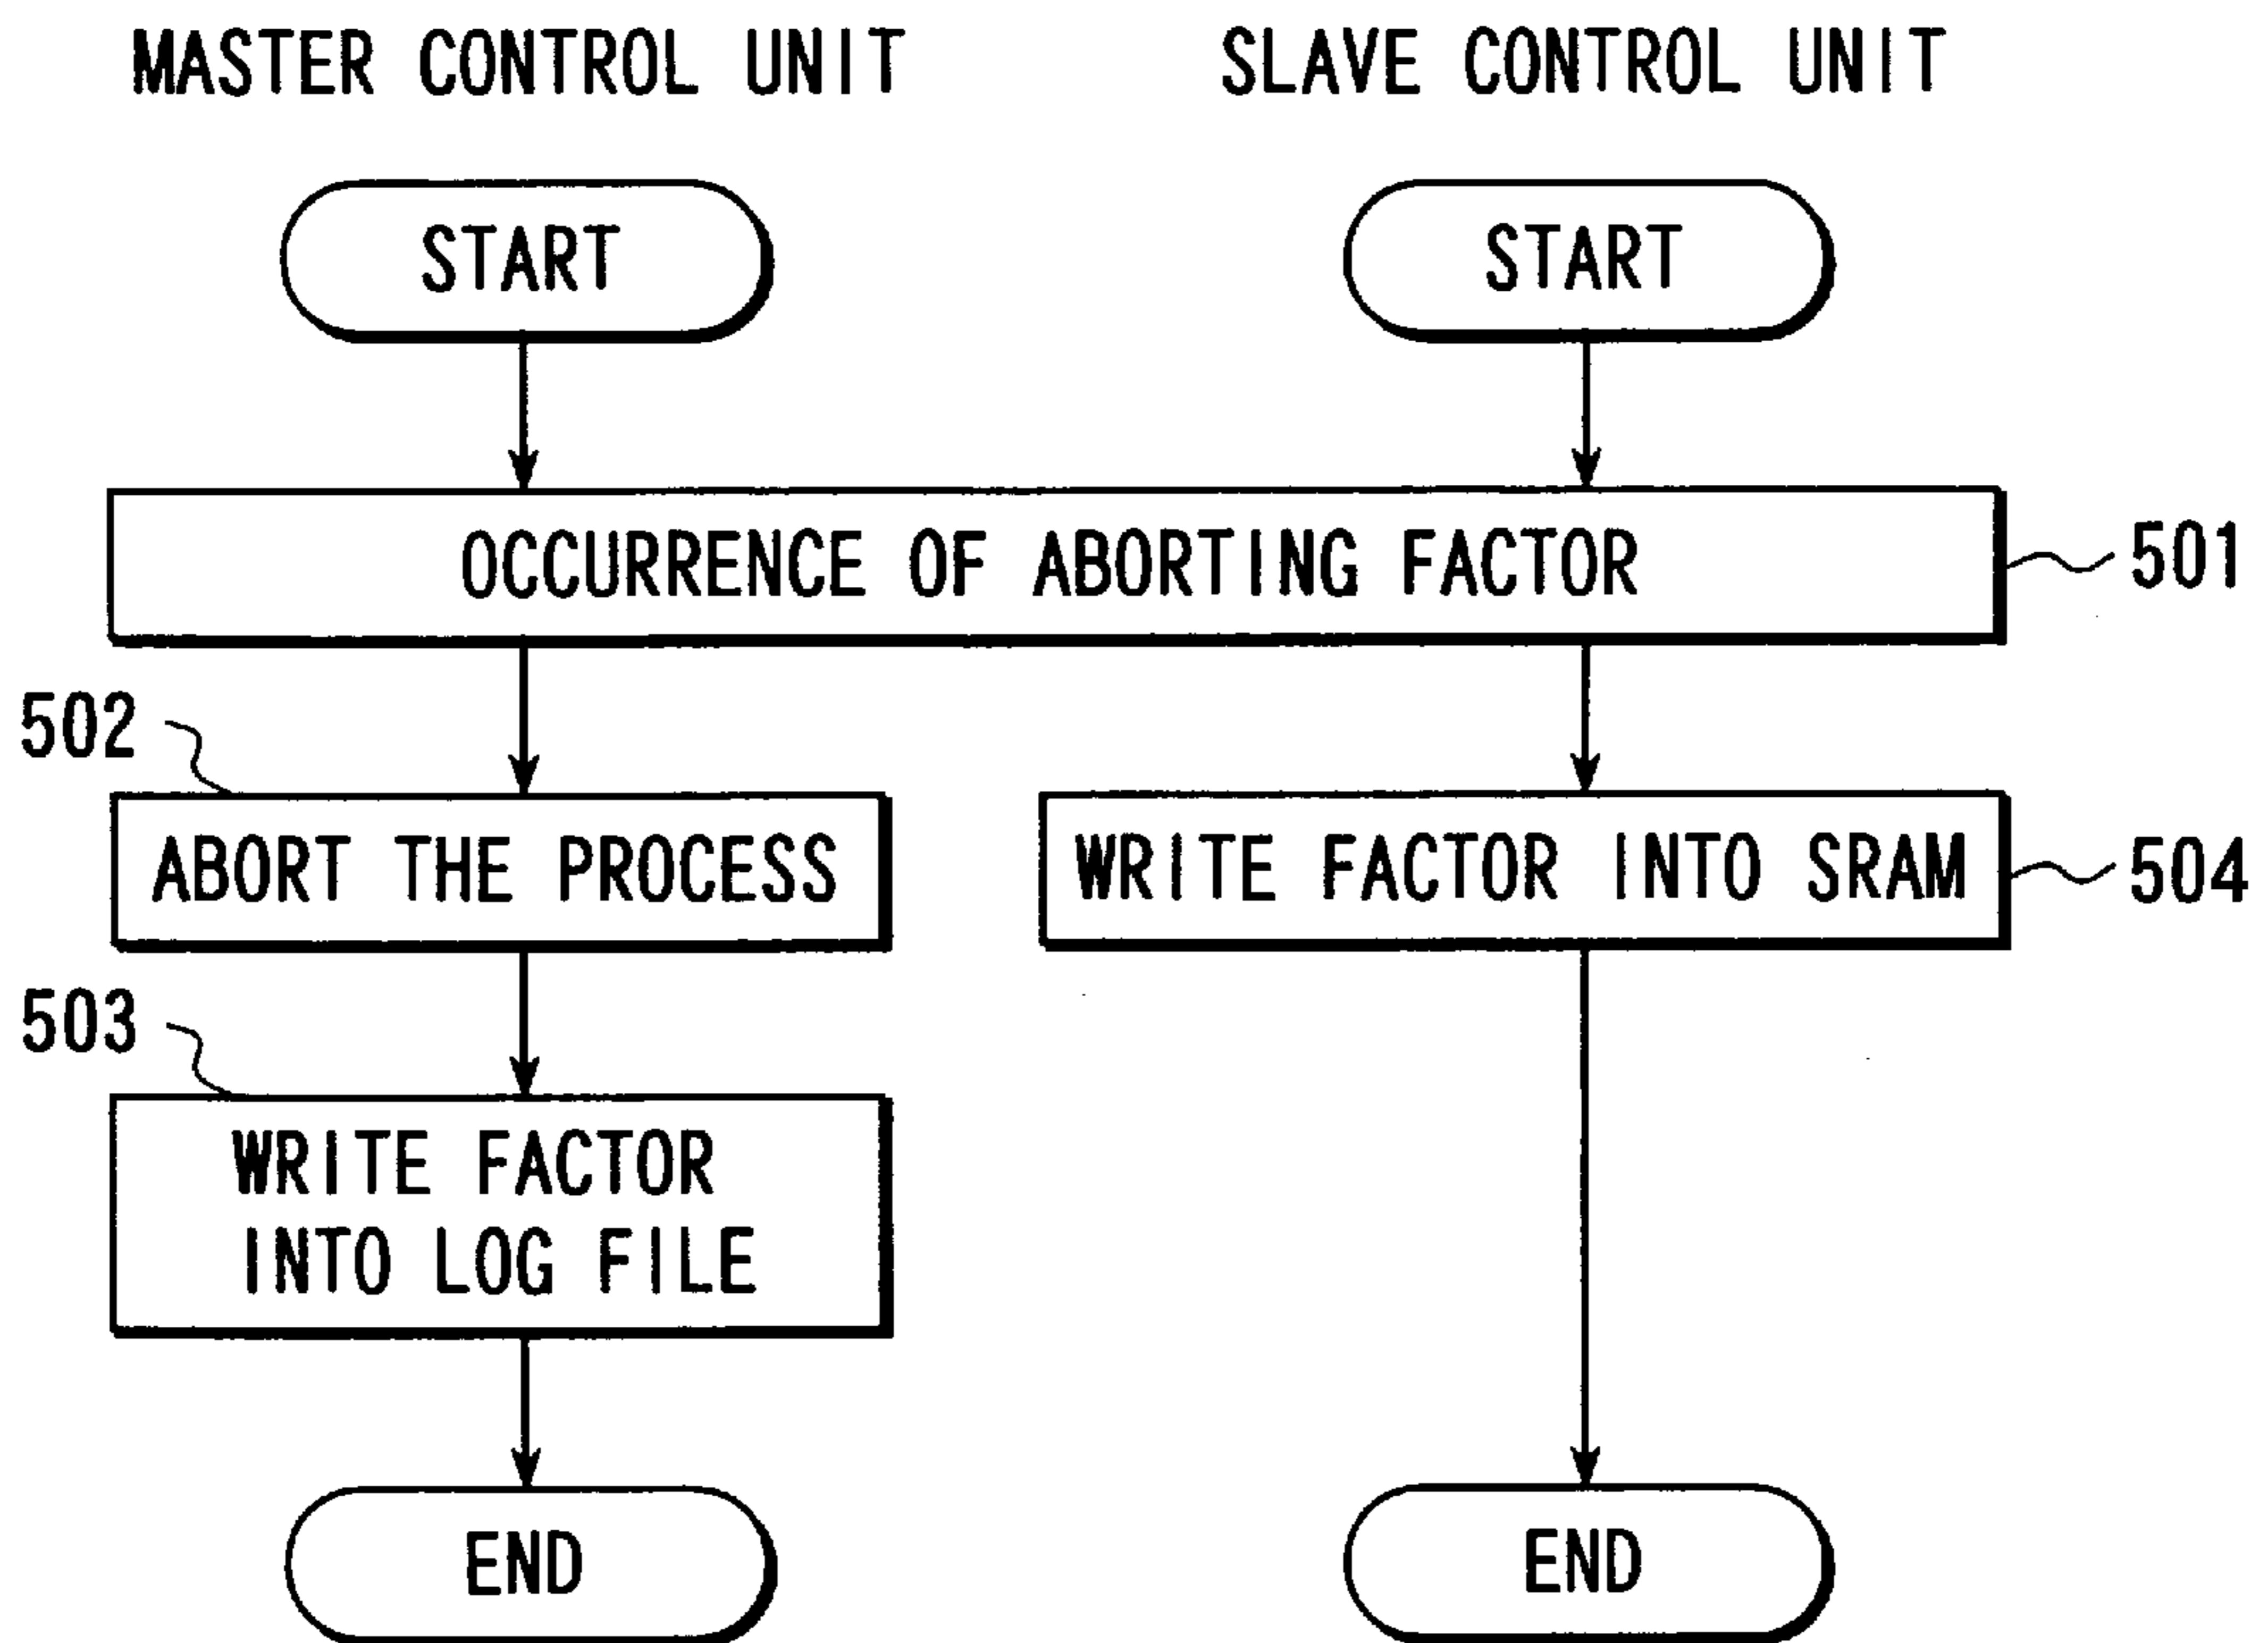 MASTER CONTROL UNIT
SLAVE CONTROL UNIT
START
START
OCCURRENCE OF ABORTING FACTOR
501
502
ABORT THE PROCESS
WRITE FACTOR INTO SRAM
504
503
WRITE FACTOR
INTO LOG FILE
END
END